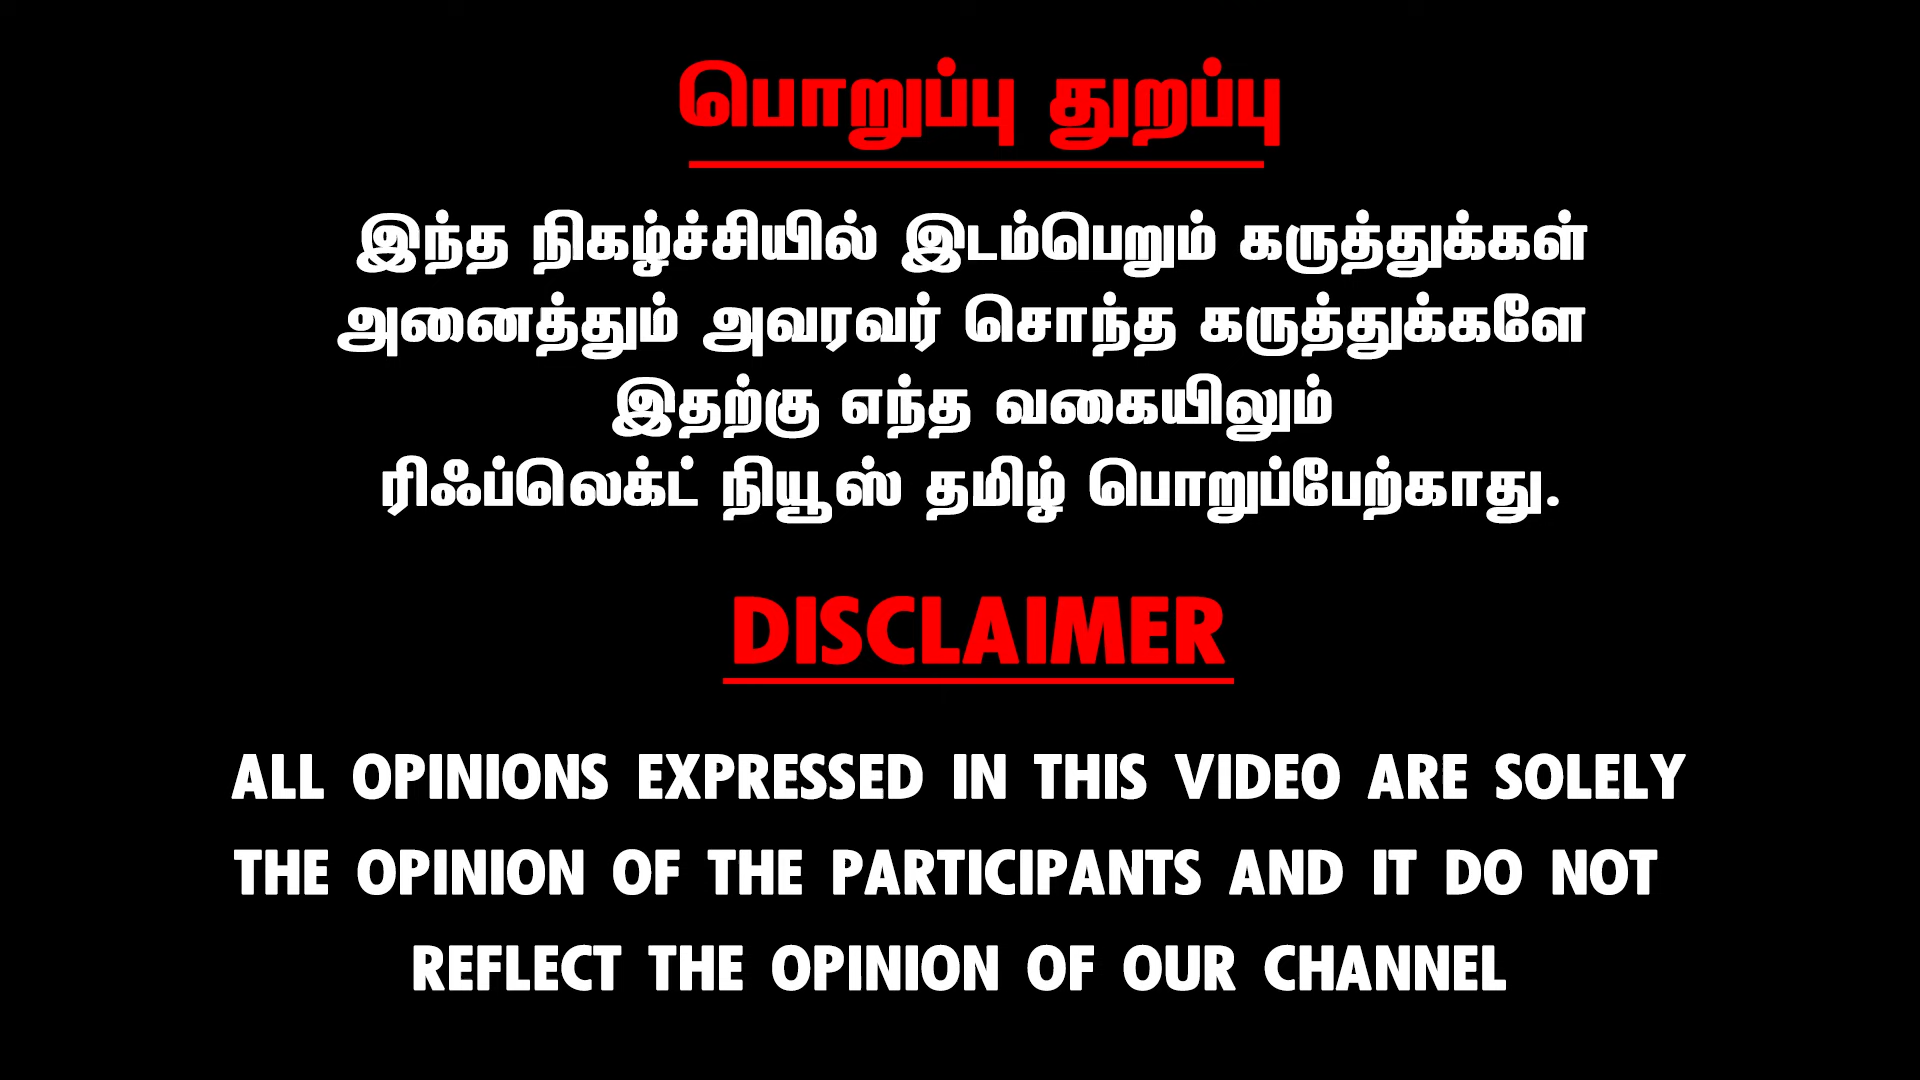 பொறுப்பு துறப்பு
இந்த நிகழ்ச்சியில் இடம்பெறும் கருத்துக்கள்
அனைத்தும் அவரவர் சொந்த கருத்துக்களே
இதற்கு எந்த வகையிலும்
ரிஃப்லெக்ட் நியூஸ் தமிழ் பொறுப்பேற்காது.
DISCLAIMER
ALL OPINIONS EXPRESSED IN THIS VIDEO ARE SOLELY
THE OPINION OF THE PARTICIPANTS AND IT DO NOT
REFLECT THE OPINION OF OUR CHANNEL